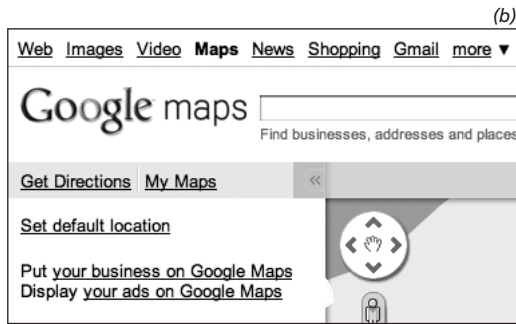 (b)
Web Images Video Maps News Shopping Gmail more ▼
Google maps
Find businesses, addresses and places
Get Directions My Maps «
Set default location
Put your business on Google Maps
Display your ads on Google Maps